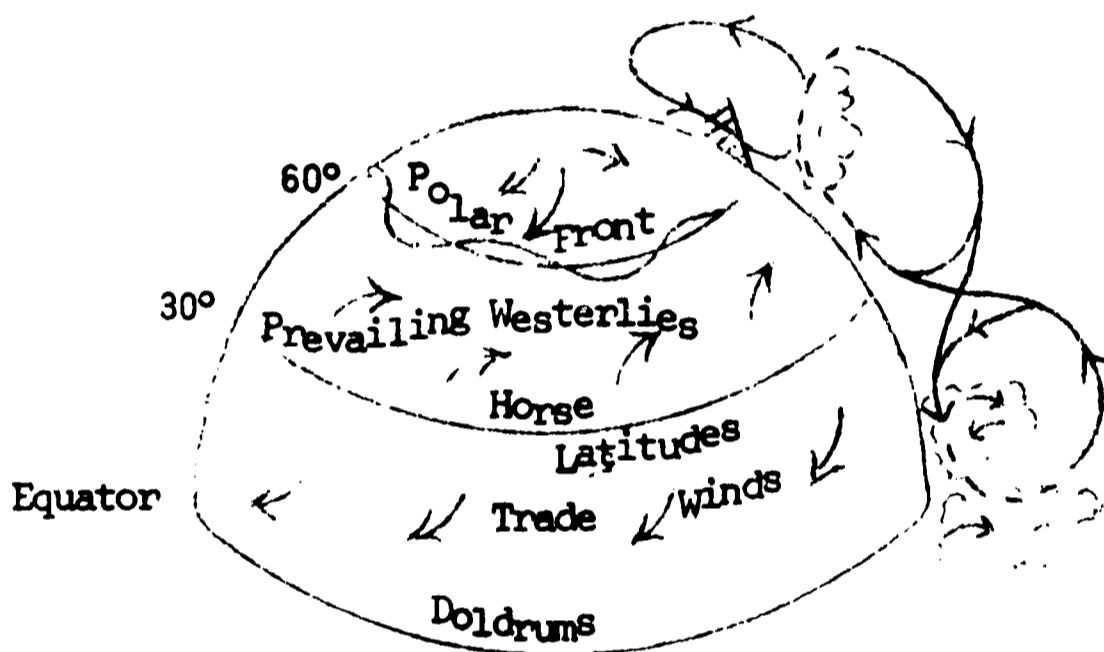 60°
Polar
Front
30°
Prevailing Westerlies
Horse
Latitudes
Equator
Trade Winds
Doldrums